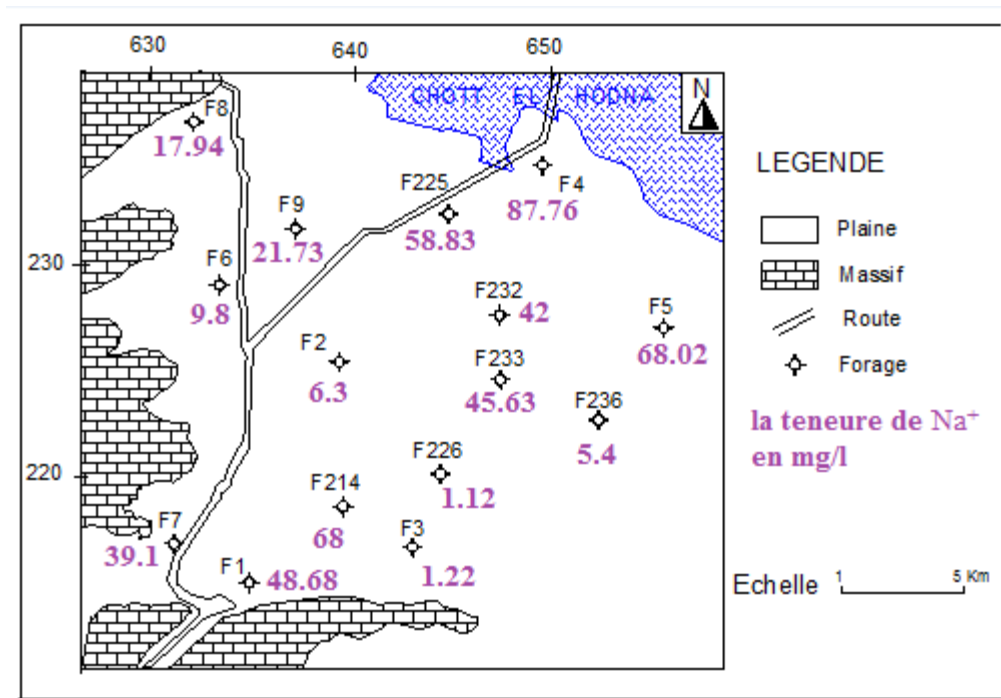 630
640
650
CHOTT EL HODNA
N
F8
17.94
F225
F4
87.76
LEGENDE
F9
21.73
58.83
Plaine
230
F6
9.8
F232
42
F5
68.02
Massif
Route
F2
6.3
F233
45.63
Forage
F236
5.4
la teneure de Na⁺
en mg/l
220
F226
1.12
F214
68
F7
39.1
F1
48.68
F3
1.22
Echelle
1
5 Km